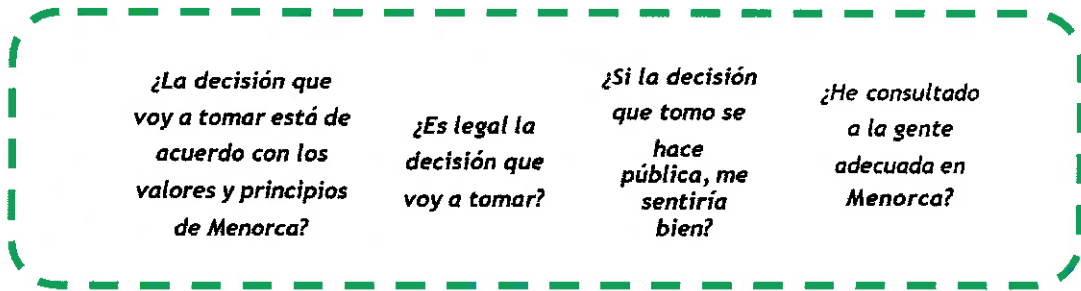 ¿La decisión que
voy a tomar está de
acuerdo con los
valores y principios
de Menorca?
¿Es legal la
decisión que
voy a tomar?
¿Si la decisión
que tomo se
hace
pública, me
sentiría
bien?
¿He consultado
a la gente
adecuada en
Menorca?